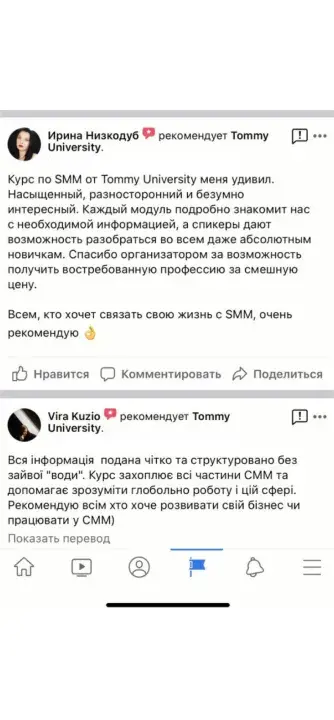 Ирина Низкодуб рекомендует Tommy
University.
Курс по SMM от Tommy University меня удивил.
Насыщенный, разносторонний и безумно
интересный. Каждый модуль подробно знакомит нас
с необходимой информацией, а спикеры дают
возможность разобраться во всем даже абсолютным
новичкам. Спасибо организатором за возможность
получить востребованную профессию за смешную
цену.
Всем, кто хочет связать свою жизнь с SMM, очень
рекомендую 👌
Нравится Комментировать Поделиться
Vira Kuzio рекомендует Tommy
University.
Вся інформація подана чітко та структуровано без
зайвої "води". Курс захоплює всі частини СММ та
допомагає зрозуміти глобольно роботу і цій сфері.
Рекомендую всім хто хоче розвивати свій бізнес чи
працювати у СММ)
Показать перевод